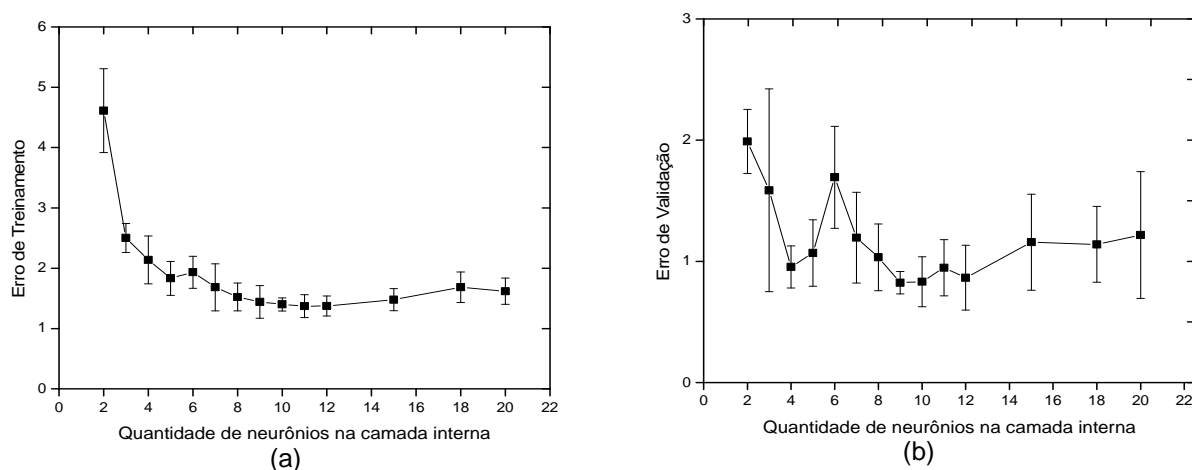 6
5
4
3
2
1
0
Erro de Treinamento
0 2 4 6 8 10 12 14 16 18 20 22
Quantidade de neurônios na camada interna
(a)
3
2
1
0
Erro de Validação
0 2 4 6 8 10 12 14 16 18 20 22
Quantidade de neurônios na camada interna
(b)